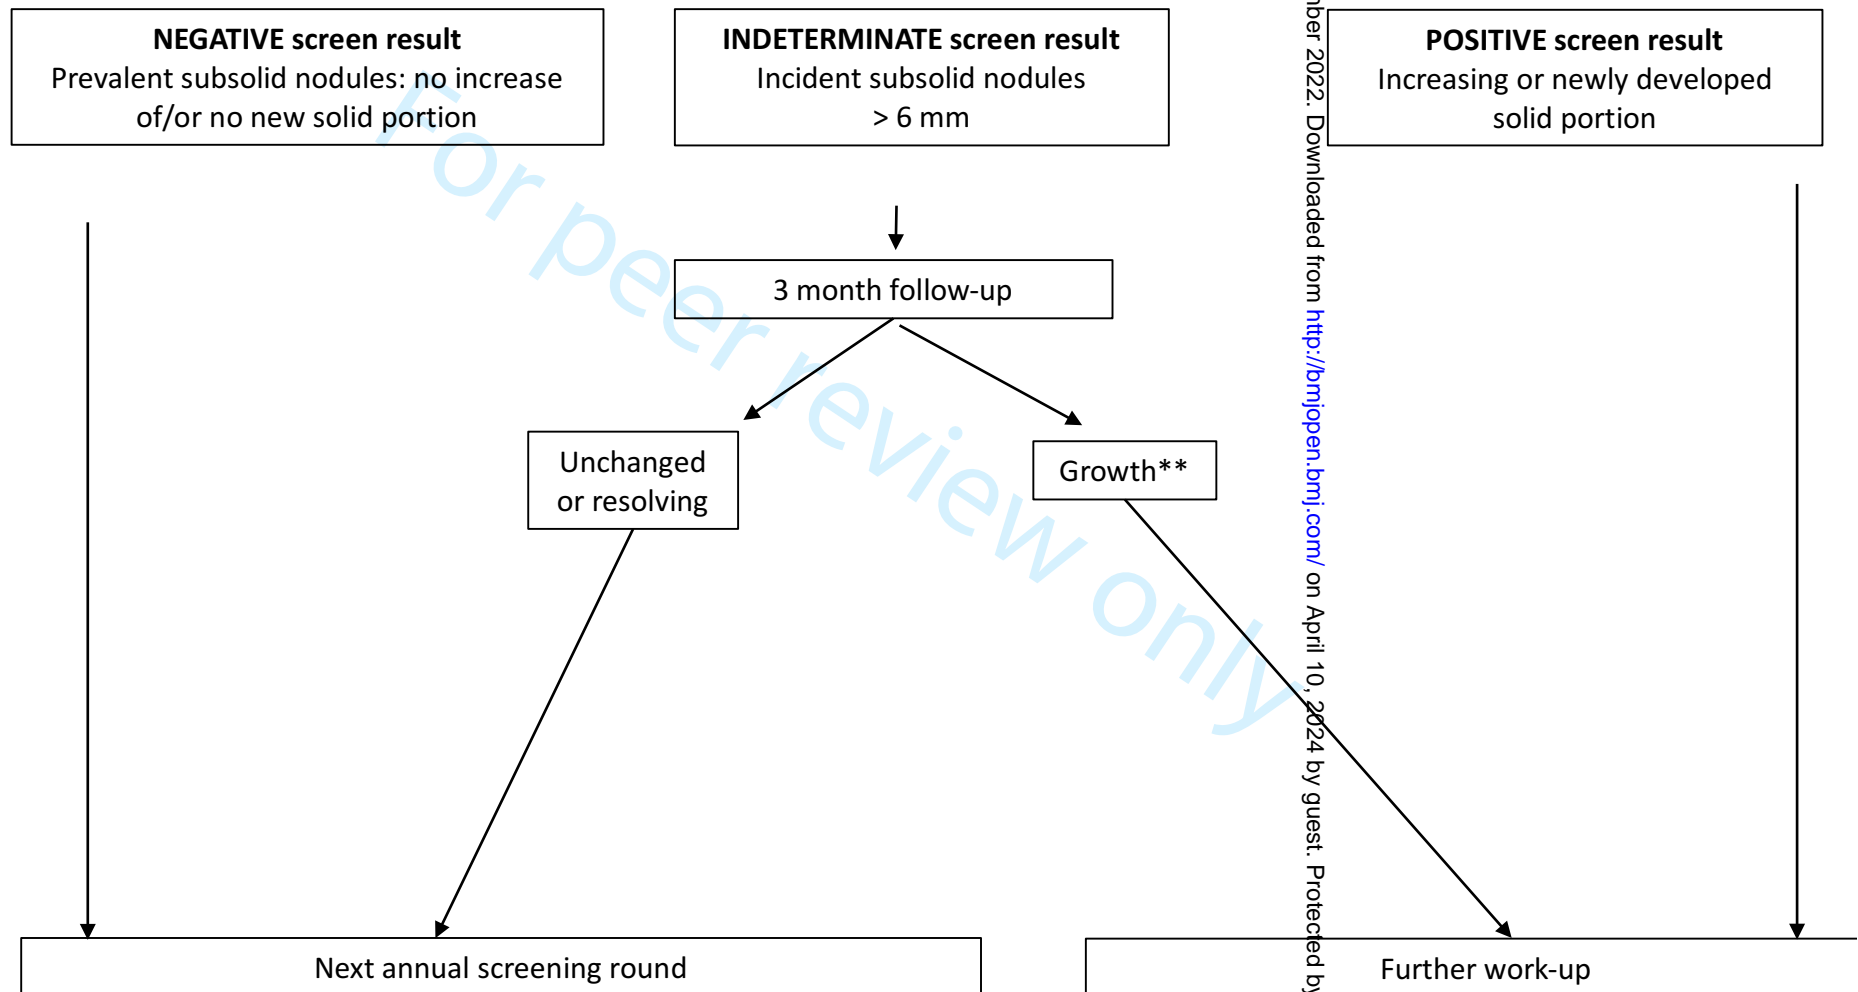 NEGATIVE screen result
Prevalent subsolid nodules: no increase
of/or no new solid portion
INDETERMINATE screen result
Incident subsolid nodules
> 6 mm
POSITIVE screen result
Increasing or newly developed
solid portion
3 month follow-up
Unchanged
or resolving
Growth**
Next annual screening round
Further work-up
For peer review only
2022. Downloaded from http://bmjopen.bmj.com/ on April 10, 2024 by guest. Protected by